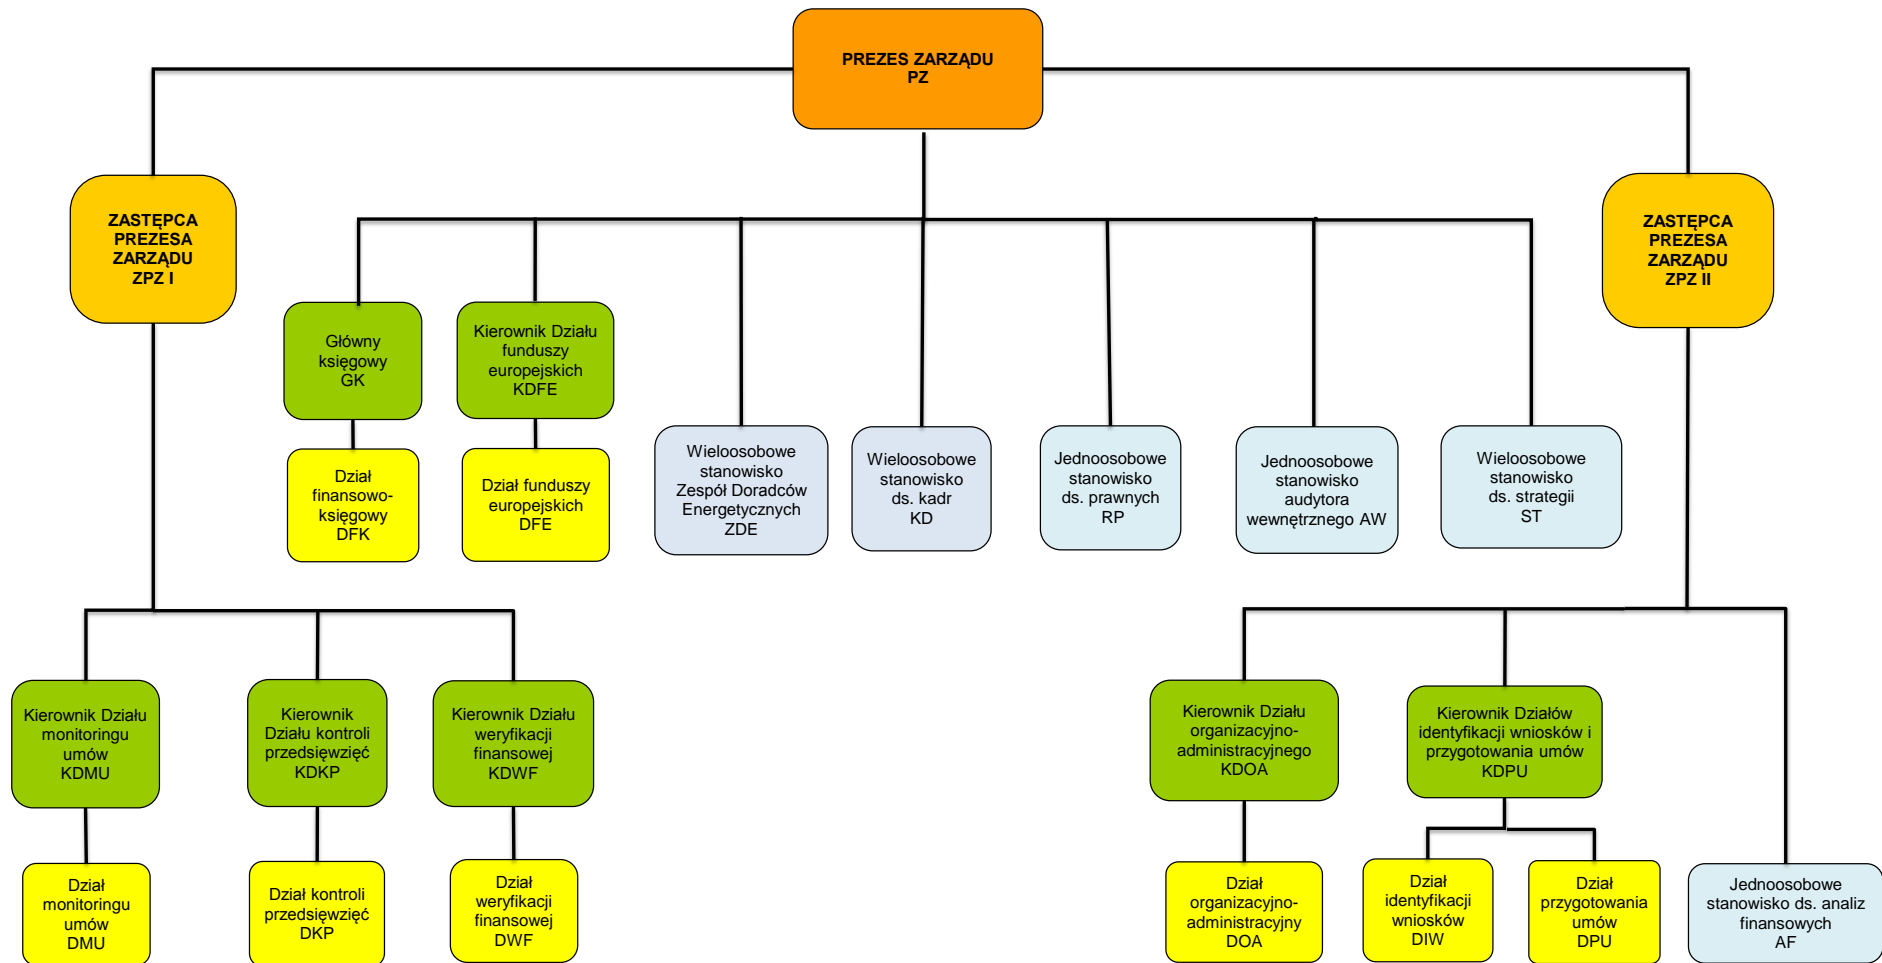 PREZES ZARZĄDU
PZ
ZASTĘPCA
PREZESA
ZARZĄDU
ZPZ I
ZASTĘPCA
PREZESA
ZARZĄDU
ZPZ II
Główny
księgowy
GK
Kierownik Działu
funduszy
europejskich
KDFE
Dział
finansowo-
księgowy
DFK
Dział funduszy
europejskich
DFE
Wieloosobowe
stanowisko
Zespół Doradców
Energetycznych
ZDE
Wieloosobowe
stanowisko
ds. kadr
KD
Jednoosobowe
stanowisko
ds. prawnych
RP
Jednoosobowe
stanowisko
audytora
wewnętrznego AW
Wieloosobowe
stanowisko
ds. strategii
ST
Kierownik Działu
monitoringu
umów
KDMU
Kierownik
Działu kontroli
przedsięwzięć
KDKP
Kierownik Działu
weryfikacji
finansowej
KDWF
Kierownik Działu
organizacyjno-
administracyjnego
KDOA
Kierownik Działów
identyfikacji wniosków i
przygotowania umów
KDPU
Dział
monitoringu
umów
DMU
Dział kontroli
przedsięwzięć
DKP
Dział
weryfikacji
finansowej
DWF
Dział
organizacyjno-
administracyjny
DOA
Dział
identyfikacji
wniosków
DIW
Dział
przygotowania
umów
DPU
Jednoosobowe
stanowisko ds. analiz
finansowych
AF